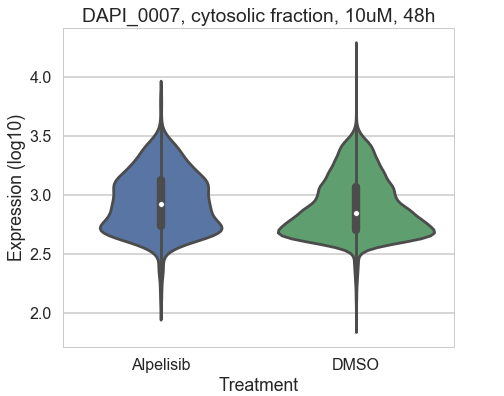 DAPI_0007, cytosolic fraction, 10uM, 48h
Expression (log10)
4.0
3.5
3.0
2.5
2.0
Alpelisib DMSO
Treatment